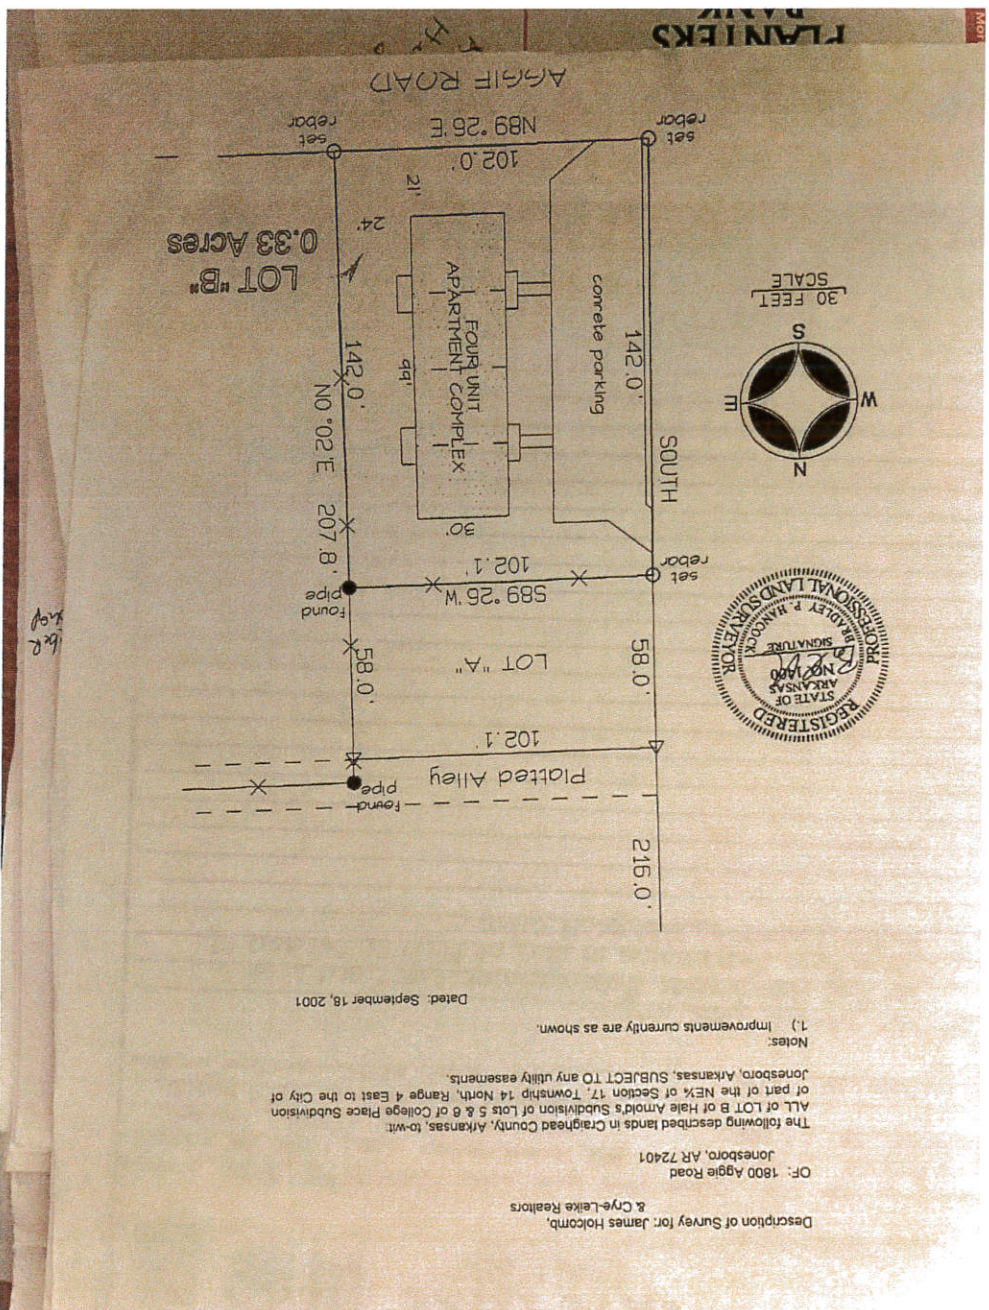 Description of Survey for: James Holcomb,
& Crye-Leike Realtors
OF: 1800 Aggie Road
Jonesboro, AR 72401
The following described lands in Craighead County, Arkansas, to-wit:
ALL of LOT B of Hale Arnold's Subdivision of Lots 5 & 6 of College Place Subdivision
of part of the NE¼ of Section 17, Township 14 North, Range 4 East to the City of
Jonesboro, Arkansas, SUBJECT TO any utility easements.
Notes:
1.) Improvements currently are as shown.
Dated: September 18, 2001
216.0'
Found
pipe
Platted Alley
102.1'
58.0'
LOT "A"
58.0'
REGISTERED
STATE OF
ARKANSAS
NO. 1400
SIGNATURE
BRADLEY P. HANCOCK
PROFESSIONAL LAND SURVEYOR
Found
pipe
S89°26'W
102.1'
set
rebar
207.8'
N0°02'E
142.0'
30'
99'
FOUR UNIT
APARTMENT COMPLEX
conrete parking
SOUTH
142.0'
N
E
W
S
30 FEET
SCALE
LOT "B"
0.33 Acres
24'
21'
set
rebar
102.0'
N89°26'E
set
rebar
AGGIE ROAD
PLANTERS
BANK
Mor